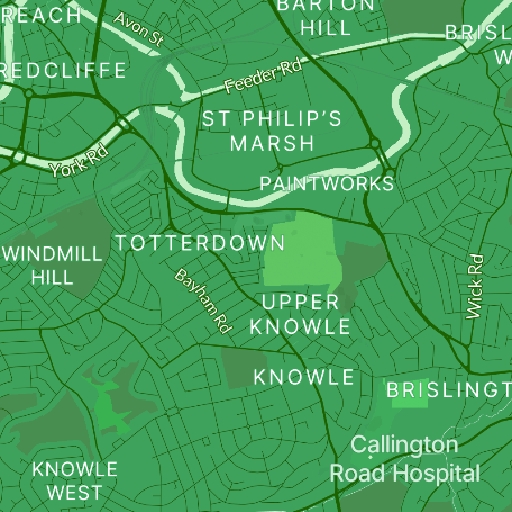 REACH
Avon St
BARTON
HILL
BRISL
W
REDCLIFFE
Feeder Rd
ST PHILIP'S
MARSH
York Rd
PAINTWORKS
WINDMILL
HILL
TOTTERDOWN
Bayham Rd
Wick Rd
UPPER
KNOWLE
KNOWLE
BRISLINGT
Callington
Road Hospital
KNOWLE
WEST